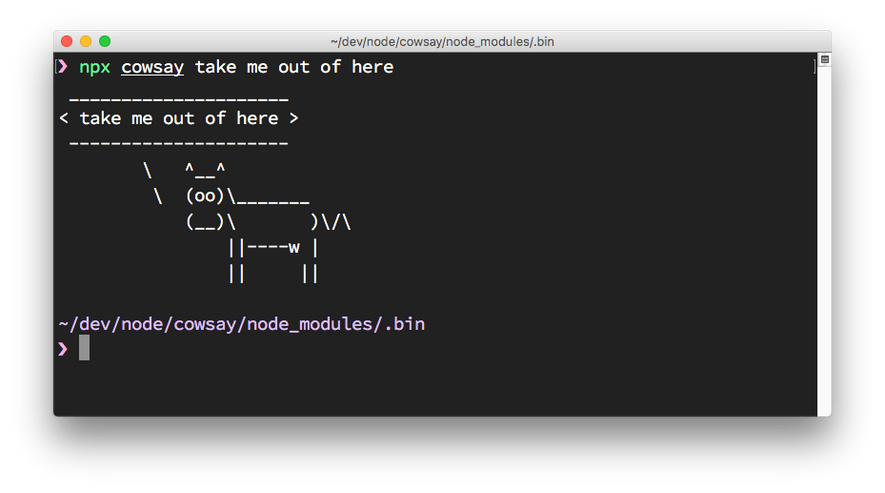 ~/dev/node/cowsay/node_modules/.bin
❯ npx cowsay take me out of here
 _____________________
< take me out of here >
 ---------------------
        \   ^__^
         \  (oo)\_______
            (__)\       )\/\
                ||----w |
                ||     ||
~/dev/node/cowsay/node_modules/.bin
❯